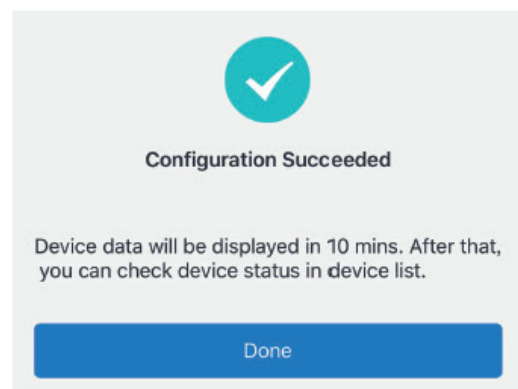 Configuration Succeeded
Device data will be displayed in 10 mins. After that,
you can check device status in device list.
Done